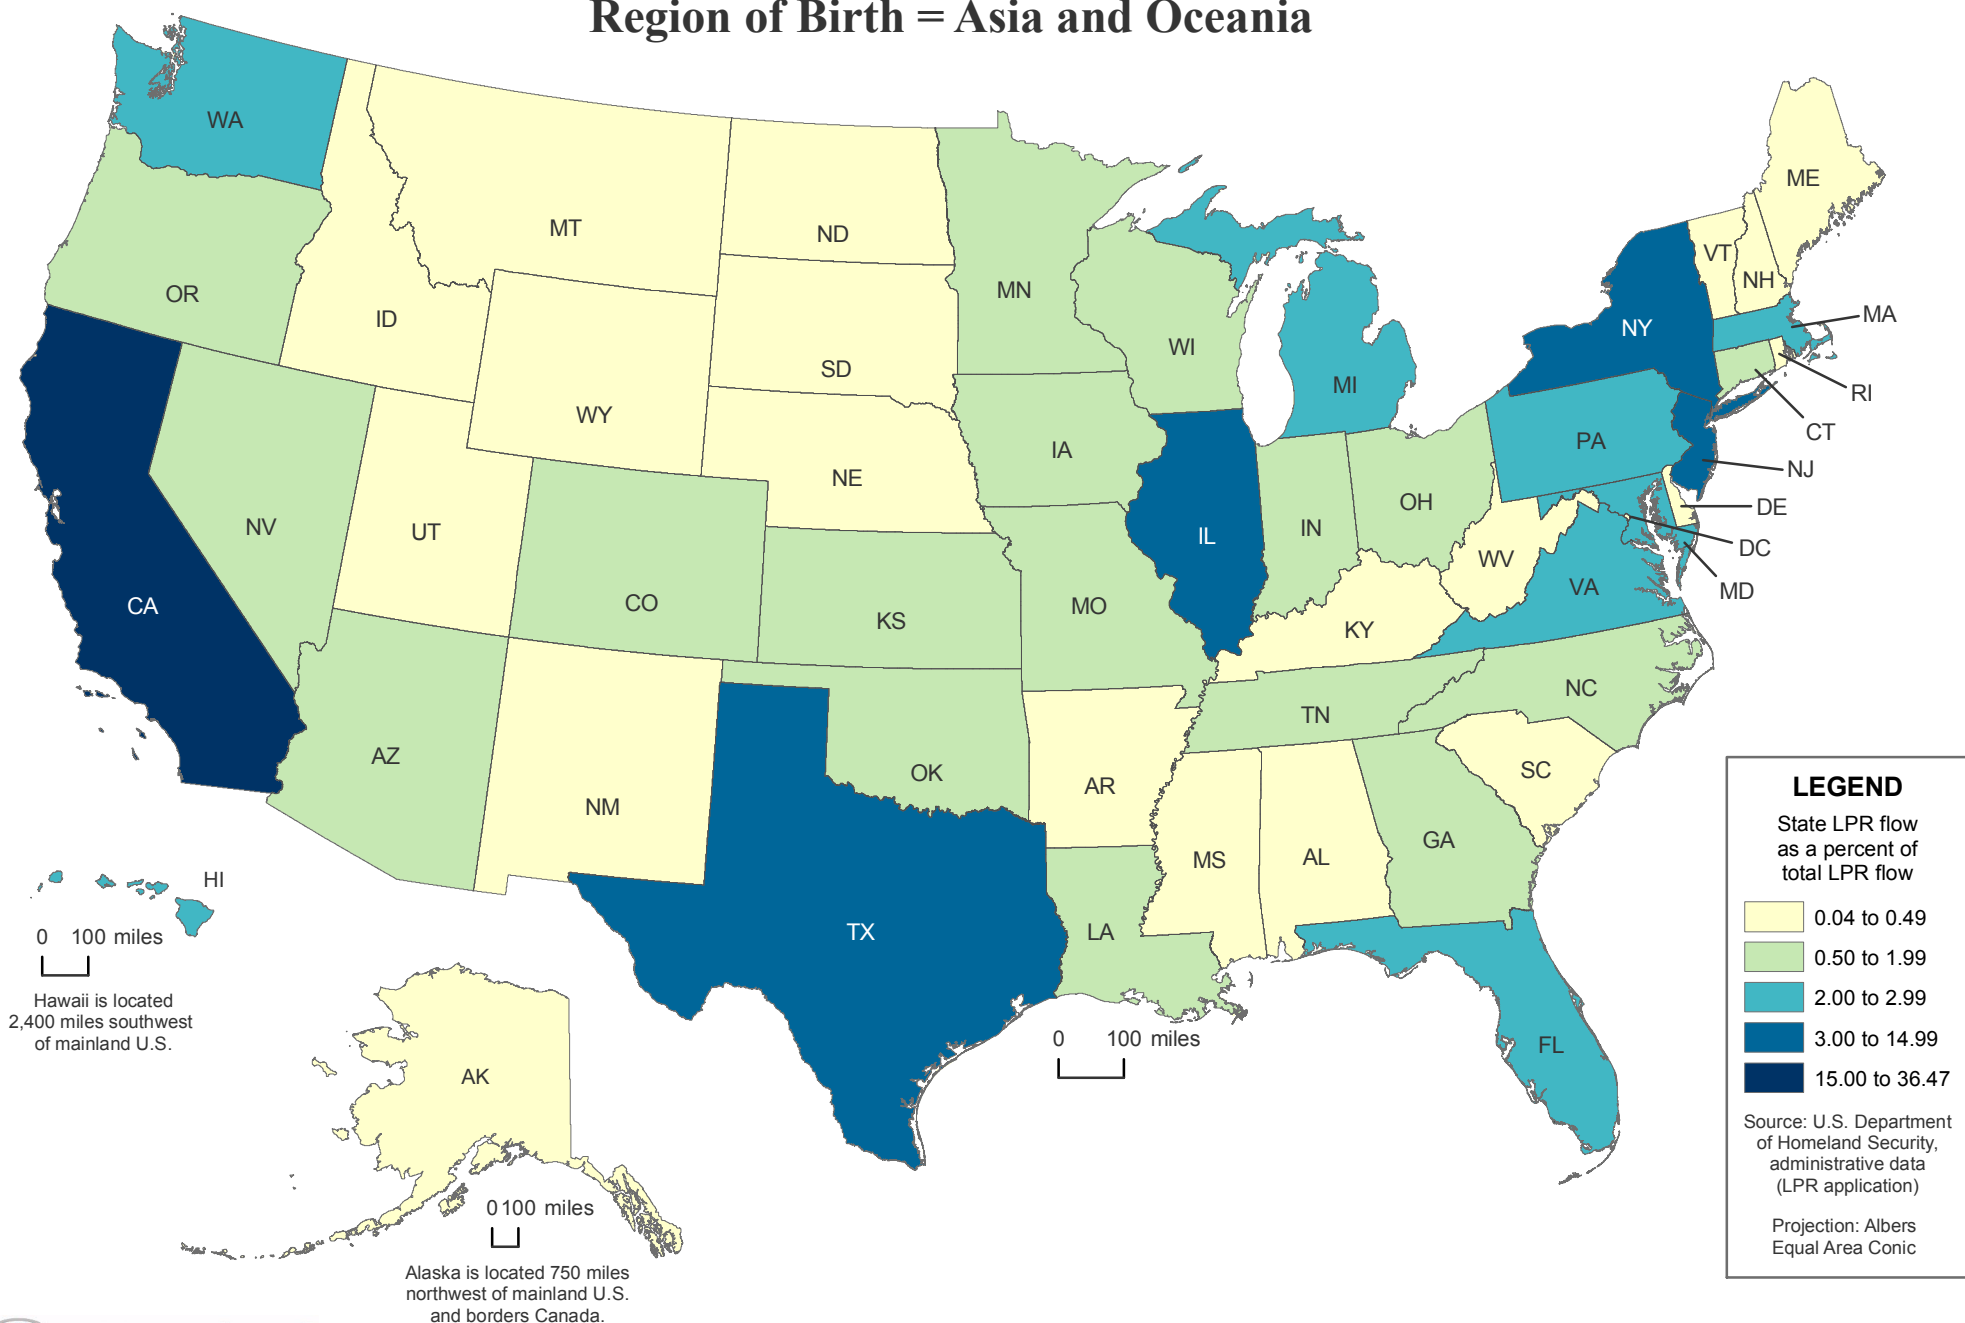 Region of Birth = Asia and Oceania
WA
OR
CA
NV
ID
MT
WY
UT
AZ
CO
NM
ND
SD
NE
KS
OK
TX
MN
IA
MO
AR
LA
WI
IL
MI
IN
OH
KY
TN
MS
AL
GA
FL
SC
NC
VA
WV
PA
NY
VT
NH
ME
MA
RI
CT
NJ
DE
DC
MD
HI
0 100 miles
Hawaii is located
2,400 miles southwest
of mainland U.S.
AK
0 100 miles
Alaska is located 750 miles
northwest of mainland U.S.
and borders Canada.
0 100 miles
LEGEND
State LPR flow
as a percent of
total LPR flow
0.04 to 0.49
0.50 to 1.99
2.00 to 2.99
3.00 to 14.99
15.00 to 36.47
Source: U.S. Department
of Homeland Security,
administrative data
(LPR application)
Projection: Albers
Equal Area Conic